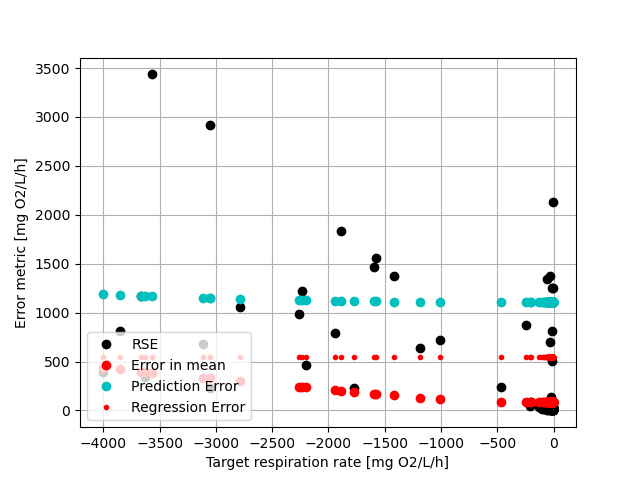 3500
3000
2500
2000
1500
1000
500
0
Error metric [mg O2/L/h]
RSE
Error in mean
Prediction Error
Regression Error
−4000 −3500 −3000 −2500 −2000 −1500 −1000 −500 0
Target respiration rate [mg O2/L/h]